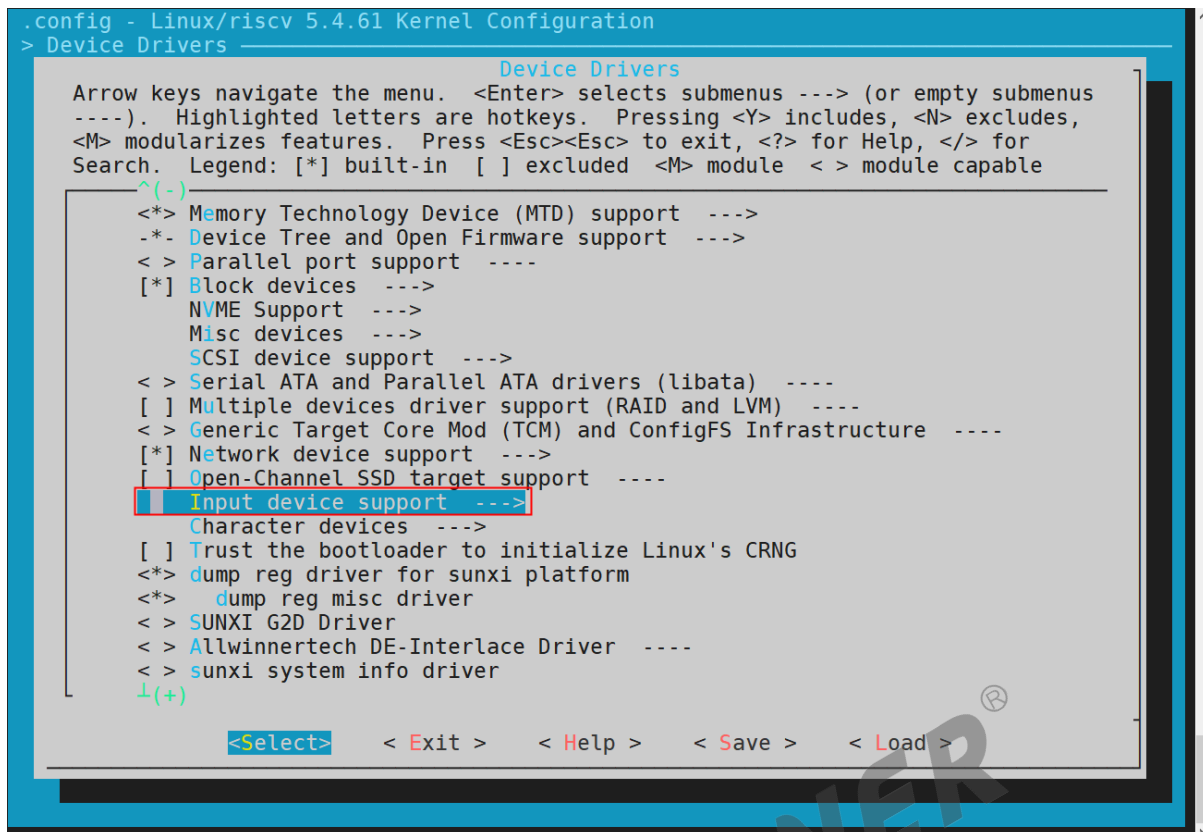 .config - Linux/riscv 5.4.61 Kernel Configuration
> Device Drivers
Device Drivers
Arrow keys navigate the menu.  <Enter> selects submenus ---> (or empty submenus
----).  Highlighted letters are hotkeys.  Pressing <Y> includes, <N> excludes,
<M> modularizes features.  Press <Esc><Esc> to exit, <?> for Help, </> for
Search.  Legend: [*] built-in  [ ] excluded  <M> module  < > module capable
^(-)
<*> Memory Technology Device (MTD) support  --->
-*- Device Tree and Open Firmware support  --->
< > Parallel port support  ----
[*] Block devices  --->
NVME Support  --->
Misc devices  --->
SCSI device support  --->
< > Serial ATA and Parallel ATA drivers (libata)  ----
[ ] Multiple devices driver support (RAID and LVM)  ----
< > Generic Target Core Mod (TCM) and ConfigFS Infrastructure  ----
[*] Network device support  --->
[ ] Open-Channel SSD target support  ----
Input device support  --->
Character devices  --->
[ ] Trust the bootloader to initialize Linux's CRNG
<*> dump reg driver for sunxi platform
<*>   dump reg misc driver
< > SUNXI G2D Driver
< > Allwinnertech DE-Interlace Driver  ----
< > sunxi system info driver
┴(+)
<Select>    < Exit >    < Help >    < Save >    < Load >